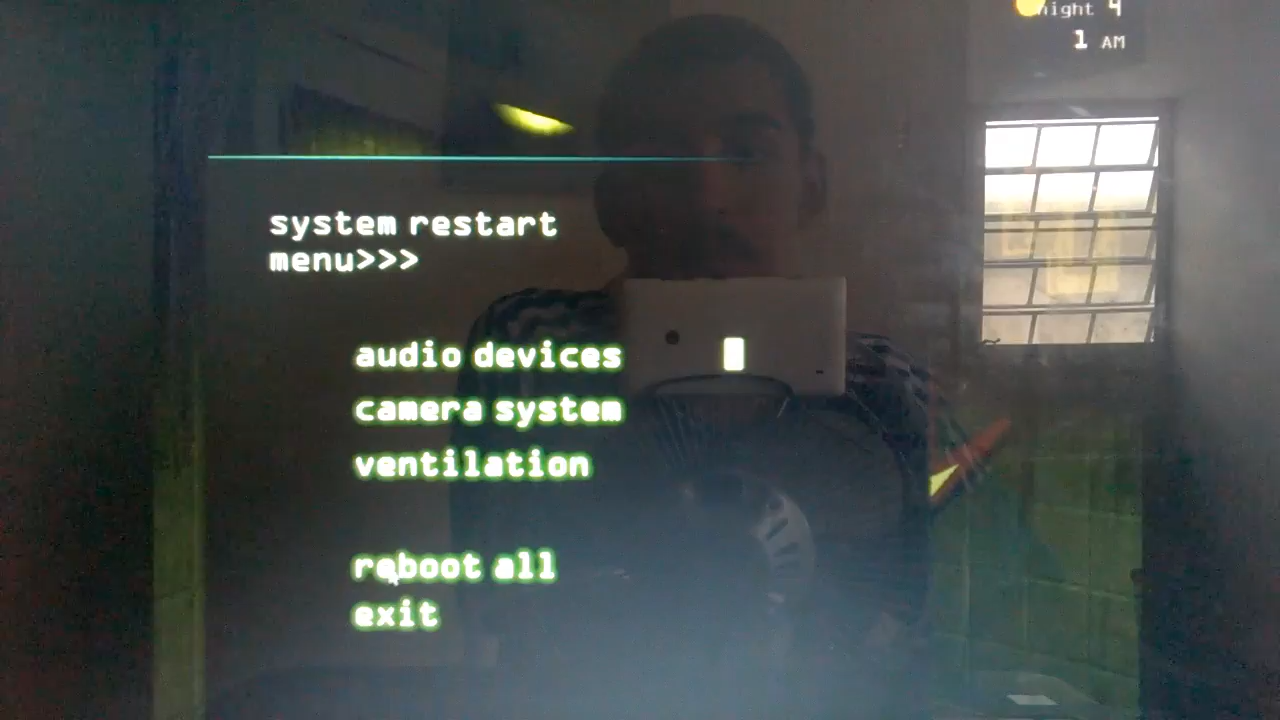 night 4
1 AM
system restart
menu>>>
audio devices
camera system
ventilation
reboot all
exit